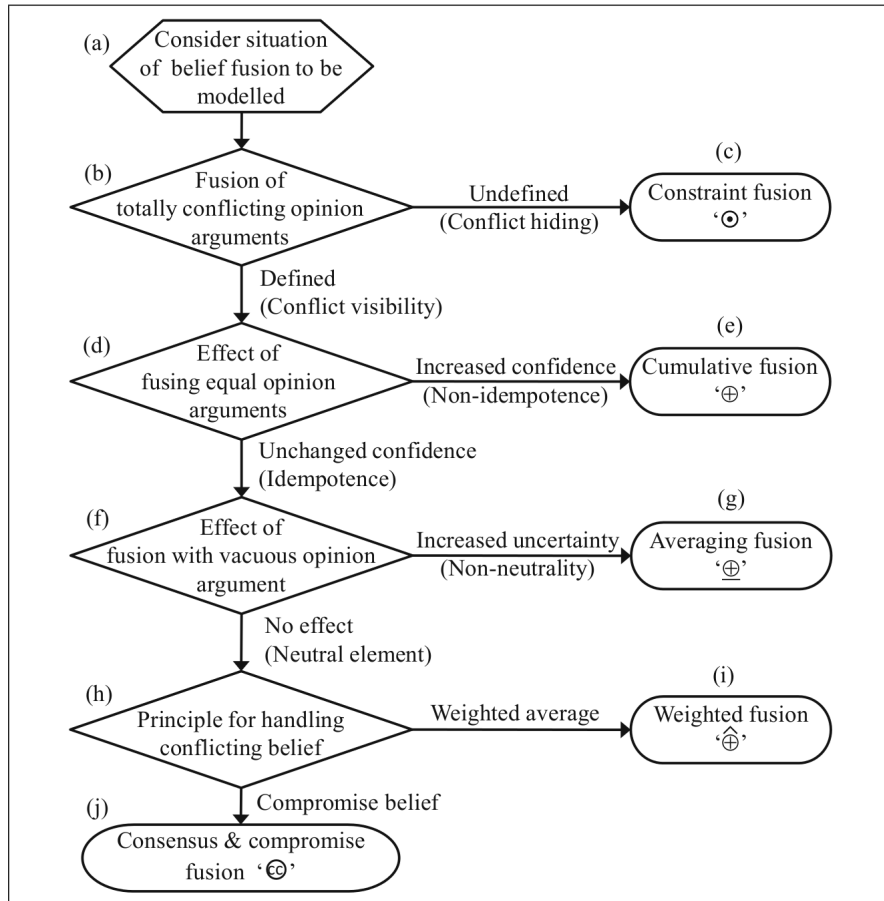 (a)
Consider situation
of belief fusion to be
modelled
(b)
Fusion of
totally conflicting opinion
arguments
Undefined
(Conflict hiding)
(c)
Constraint fusion
‘⊙’
Defined
(Conflict visibility)
(d)
Effect of
fusing equal opinion
arguments
Increased confidence
(Non-idempotence)
(e)
Cumulative fusion
‘⊕’
Unchanged confidence
(Idempotence)
(f)
Effect of
fusion with vacuous opinion
argument
Increased uncertainty
(Non-neutrality)
(g)
Averaging fusion
‘⊕̲’
No effect
(Neutral element)
(h)
Principle for handling
conflicting belief
Weighted average
(i)
Weighted fusion
‘⊕̂’
Compromise belief
(j)
Consensus & compromise
fusion ‘㏄’